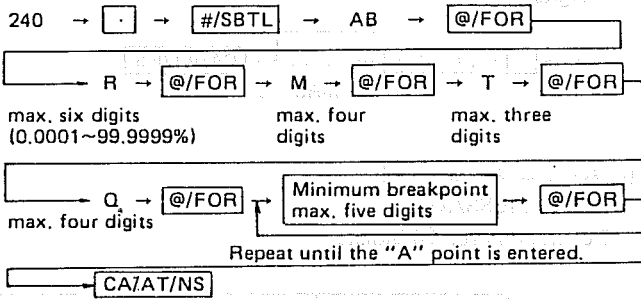 240 → · → #/SBTL → AB → @/FOR
R → @/FOR → M → @/FOR → T → @/FOR
max. six digits max. four max. three
(0.0001~99.9999%) digits digits
Q → @/FOR → Minimum breakpoint → @/FOR
max. four digits max. five digits
Repeat until the "A" point is entered.
CA/AT/NS